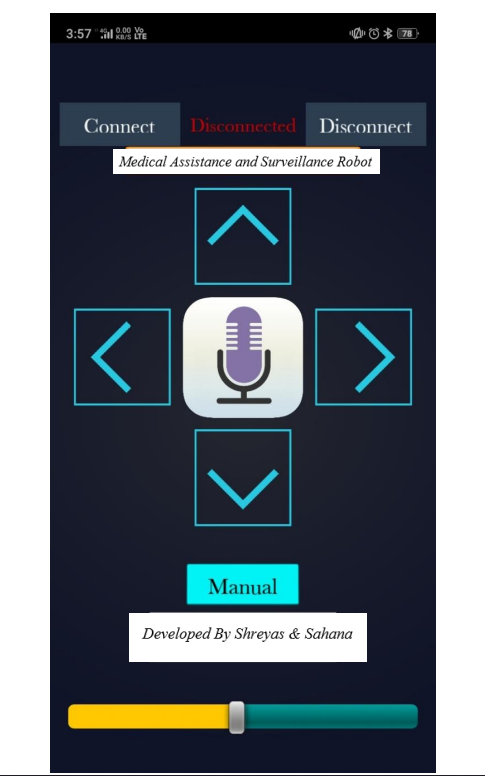 3:57 4G 0.00 KB/S Vo LTE 78
Connect Disconnected Disconnect
Medical Assistance and Surveillance Robot
Manual
Developed By Shreyas & Sahana